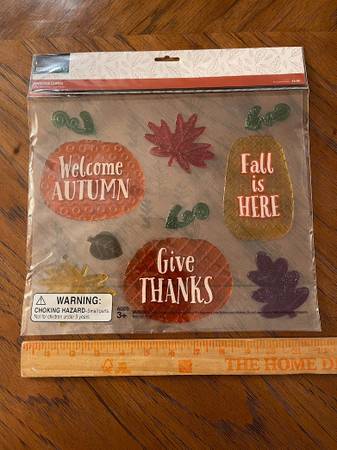 Welcome
AUTUMN
Fall
is
HERE
Give
THANKS
WARNING:
CHOKING HAZARD-Small parts.
Not for children under 3 years.
AGES
3+
THE HOME D